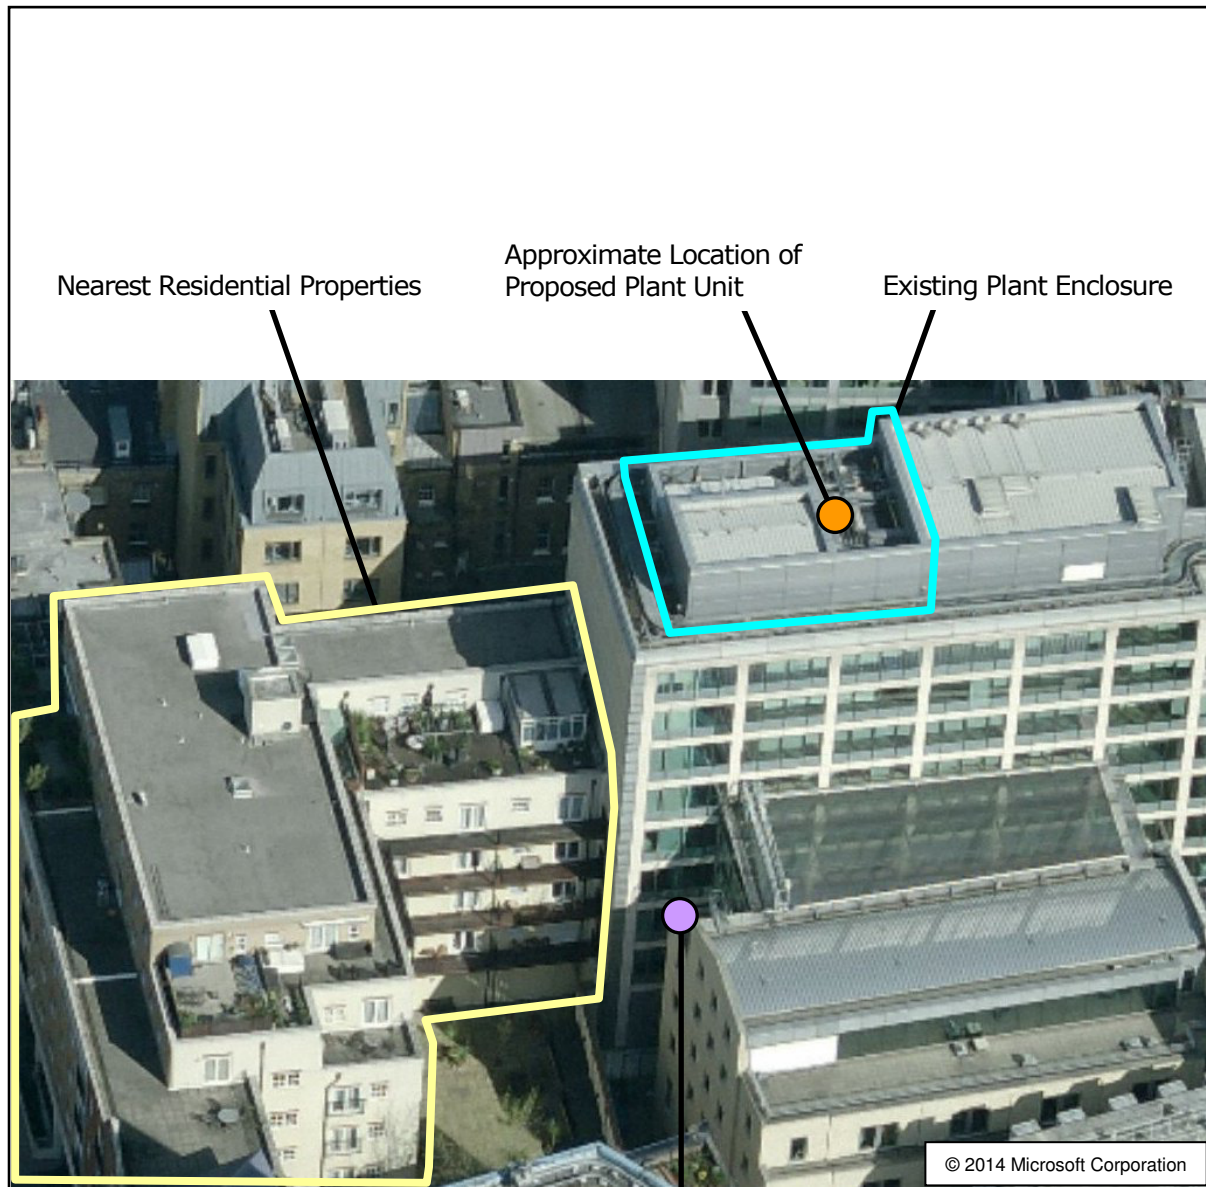 Nearest Residential Properties
Approximate Location of
Proposed Plant Unit
Existing Plant Enclosure
© 2014 Microsoft Corporation